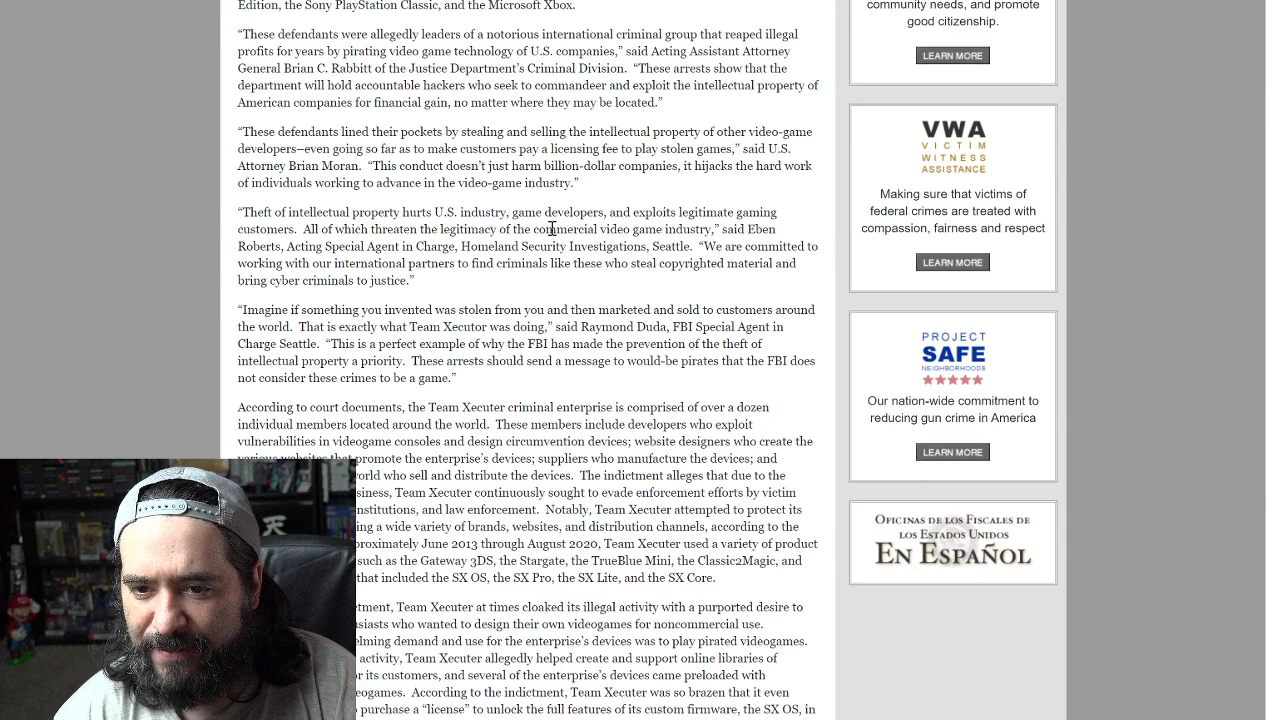 Edition, the Sony PlayStation Classic, and the Microsoft Xbox.
“These defendants were allegedly leaders of a notorious international criminal group that reaped illegal
profits for years by pirating video game technology of U.S. companies,” said Acting Assistant Attorney
General Brian C. Rabbitt of the Justice Department’s Criminal Division.  “These arrests show that the
department will hold accountable hackers who seek to commandeer and exploit the intellectual property of
American companies for financial gain, no matter where they may be located.”
“These defendants lined their pockets by stealing and selling the intellectual property of other video-game
developers–even going so far as to make customers pay a licensing fee to play stolen games,” said U.S.
Attorney Brian Moran.  “This conduct doesn’t just harm billion-dollar companies, it hijacks the hard work
of individuals working to advance in the video-game industry.”
“Theft of intellectual property hurts U.S. industry, game developers, and exploits legitimate gaming
customers.  All of which threaten the legitimacy of the commercial video game industry,” said Eben
Roberts, Acting Special Agent in Charge, Homeland Security Investigations, Seattle.  “We are committed to
working with our international partners to find criminals like these who steal copyrighted material and
bring cyber criminals to justice.”
“Imagine if something you invented was stolen from you and then marketed and sold to customers around
the world.  That is exactly what Team Xecutor was doing,” said Raymond Duda, FBI Special Agent in
Charge Seattle.  “This is a perfect example of why the FBI has made the prevention of the theft of
intellectual property a priority.  These arrests should send a message to would-be pirates that the FBI does
not consider these crimes to be a game.”
According to court documents, the Team Xecuter criminal enterprise is comprised of over a dozen
individual members located around the world.  These members include developers who exploit
vulnerabilities in videogame consoles and design circumvention devices; website designers who create the
various websites that promote the enterprise’s devices; suppliers who manufacture the devices; and
world who sell and distribute the devices.  The indictment alleges that due to the
Team Xecuter continuously sought to evade enforcement efforts by victim
and law enforcement.  Notably, Team Xecuter attempted to protect its
a wide variety of brands, websites, and distribution channels, according to the
June 2013 through August 2020, Team Xecuter used a variety of product
such as the Gateway 3DS, the Stargate, the TrueBlue Mini, the Classic2Magic, and
that included the SX OS, the SX Pro, the SX Lite, and the SX Core.
Team Xecuter at times cloaked its illegal activity with a purported desire to
who wanted to design their own videogames for noncommercial use.
demand and use for the enterprise’s devices was to play pirated videogames.
activity, Team Xecuter allegedly helped create and support online libraries of
its customers, and several of the enterprise’s devices came preloaded with
According to the indictment, Team Xecuter was so brazen that it even
purchase a “license” to unlock the full features of its custom firmware, the SX OS, in
community needs, and promote
good citizenship.
LEARN MORE
VWA
VICTIM
WITNESS
ASSISTANCE
Making sure that victims of
federal crimes are treated with
compassion, fairness and respect
LEARN MORE
PROJECT
SAFE
NEIGHBORHOODS
Our nation-wide commitment to
reducing gun crime in America
LEARN MORE
OFICINAS DE LOS FISCALES DE
LOS ESTADOS UNIDOS
EN ESPAÑOL